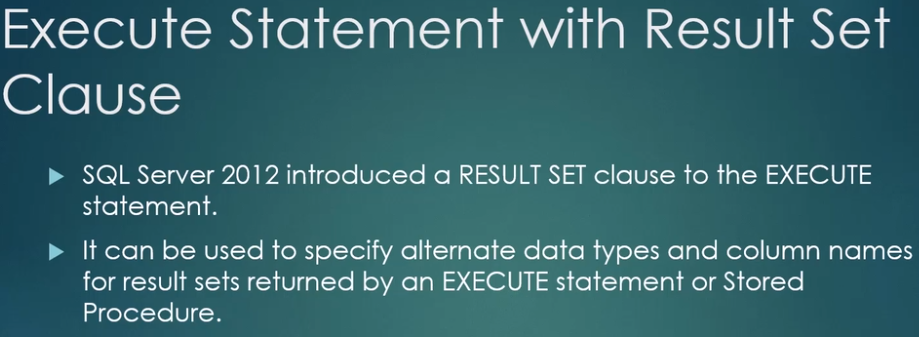 Execute Statement with Result Set
Clause
SQL Server 2012 introduced a RESULT SET clause to the EXECUTE
statement.
It can be used to specify alternate data types and column names
for result sets returned by an EXECUTE statement or Stored
Procedure.